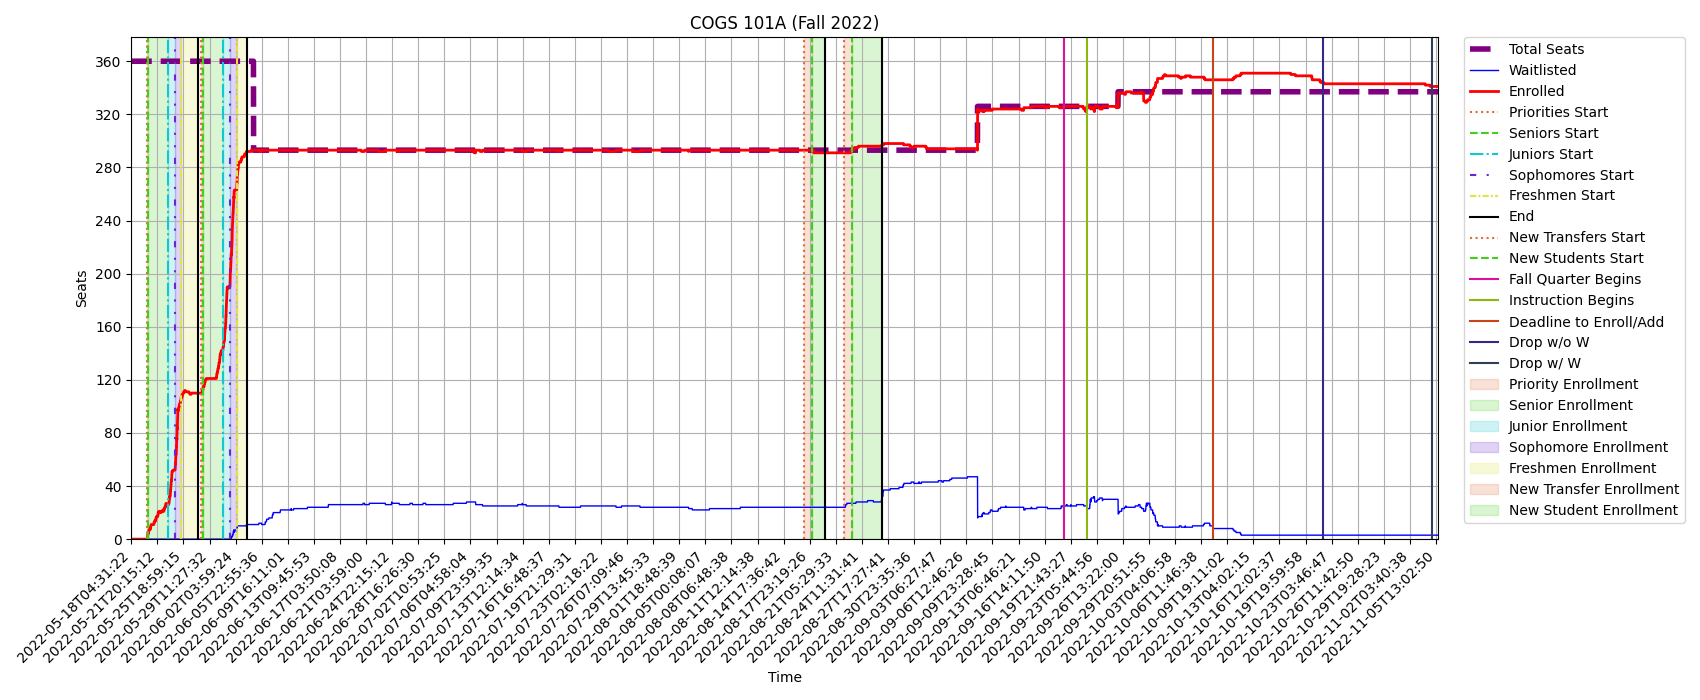 COGS 101A (Fall 2022)
Seats
360
320
280
240
200
160
120
80
40
0
2022-05-18T04:31:22
2022-05-21T20:15:12
2022-05-25T18:59:15
2022-05-29T11:27:32
2022-06-02T03:59:24
2022-06-05T22:55:36
2022-06-09T16:11:01
2022-06-13T09:45:53
2022-06-17T03:50:08
2022-06-21T03:59:00
2022-06-24T22:15:12
2022-06-28T16:26:30
2022-07-02T10:53:25
2022-07-06T04:58:04
2022-07-09T23:59:35
2022-07-13T12:14:34
2022-07-16T16:48:37
2022-07-19T21:29:31
2022-07-23T02:18:22
2022-07-26T07:09:46
2022-07-29T13:45:33
2022-08-01T18:48:39
2022-08-05T00:08:07
2022-08-08T06:48:38
2022-08-11T12:14:38
2022-08-14T17:36:42
2022-08-17T23:19:26
2022-08-21T05:29:33
2022-08-24T11:31:41
2022-08-27T17:27:41
2022-08-30T23:35:36
2022-09-03T06:27:47
2022-09-06T12:46:26
2022-09-09T23:28:45
2022-09-13T06:46:21
2022-09-16T14:11:50
2022-09-19T21:43:27
2022-09-23T05:44:56
2022-09-26T13:22:00
2022-09-29T20:51:55
2022-10-03T04:06:58
2022-10-06T11:46:38
2022-10-09T19:11:02
2022-10-13T04:02:15
2022-10-16T12:02:37
2022-10-19T19:59:58
2022-10-23T03:46:47
2022-10-26T11:42:50
2022-10-29T19:28:23
2022-11-02T03:40:38
2022-11-05T13:02:50
Time
Total Seats
Waitlisted
Enrolled
Priorities Start
Seniors Start
Juniors Start
Sophomores Start
Freshmen Start
End
New Transfers Start
New Students Start
Fall Quarter Begins
Instruction Begins
Deadline to Enroll/Add
Drop w/o W
Drop w/ W
Priority Enrollment
Senior Enrollment
Junior Enrollment
Sophomore Enrollment
Freshmen Enrollment
New Transfer Enrollment
New Student Enrollment